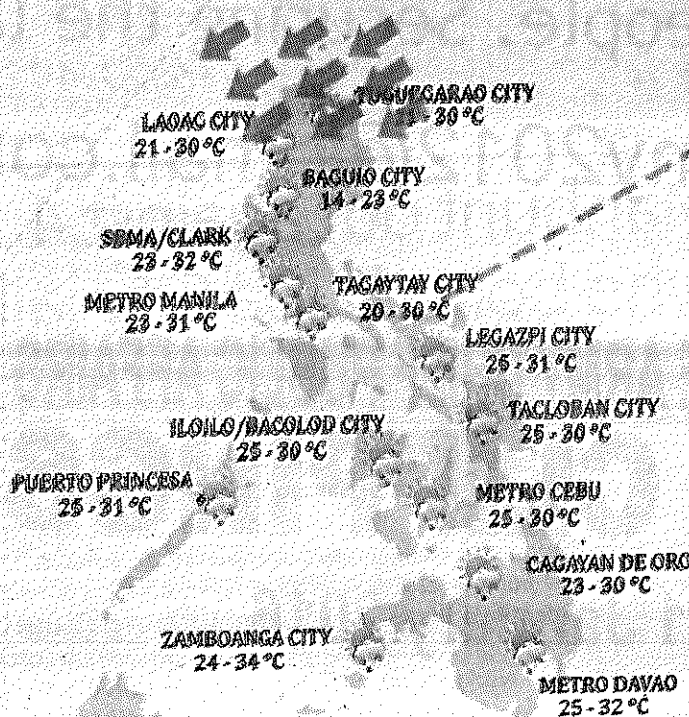 TUGUEGARAO CITY
30 °C
LAOAG CITY
21 - 30 °C
BAGUIO CITY
14 - 23 °C
SBMA/CLARK
23 - 32 °C
TAGAYTAY CITY
20 - 30 °C
METRO MANILA
23 - 31 °C
LEGAZPI CITY
25 - 31 °C
TACLOBAN CITY
25 - 30 °C
ILOILO/BACOLOD CITY
25 - 30 °C
PUERTO PRINCESA
25 - 31 °C
METRO CEBU
25 - 30 °C
CAGAYAN DE ORO
23 - 30 °C
ZAMBOANGA CITY
24 - 34 °C
METRO DAVAO
25 - 32 °C